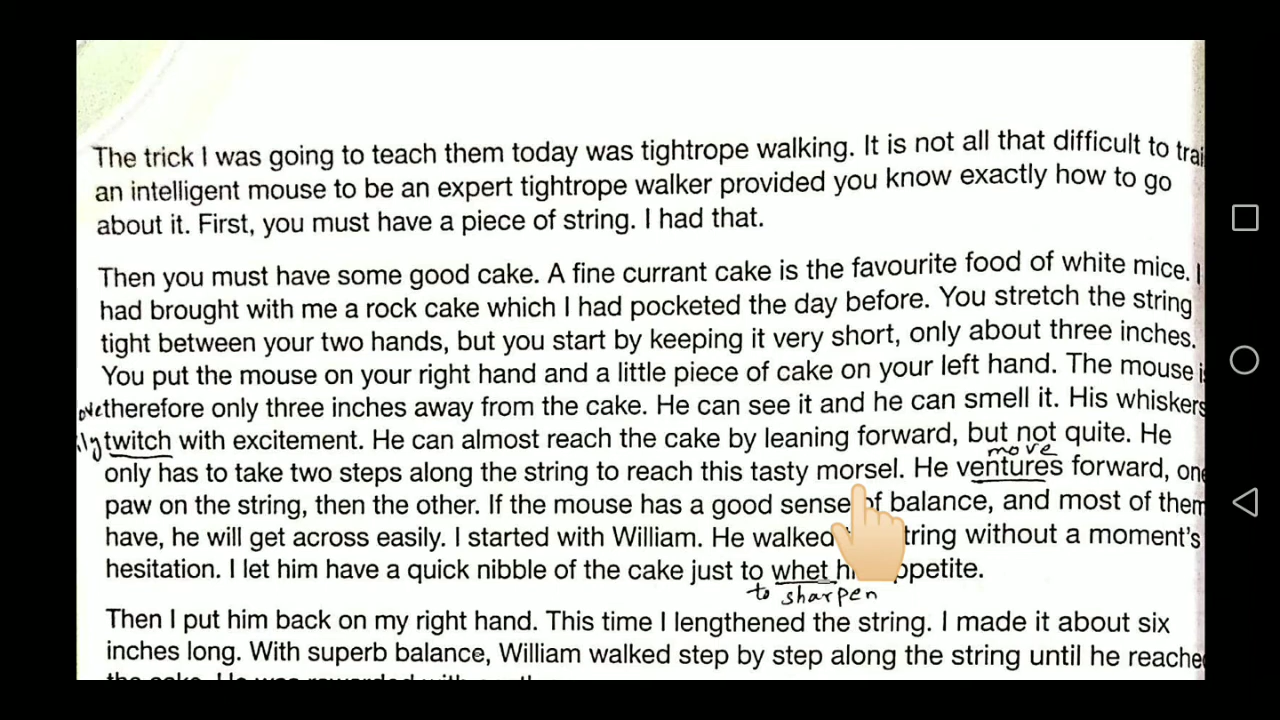 The trick I was going to teach them today was tightrope walking. It is not all that difficult to trai
an intelligent mouse to be an expert tightrope walker provided you know exactly how to go
about it. First, you must have a piece of string. I had that.
Then you must have some good cake. A fine currant cake is the favourite food of white mice. I
had brought with me a rock cake which I had pocketed the day before. You stretch the string
tight between your two hands, but you start by keeping it very short, only about three inches.
You put the mouse on your right hand and a little piece of cake on your left hand. The mouse i
therefore only three inches away from the cake. He can see it and he can smell it. His whiskers
twitch with excitement. He can almost reach the cake by leaning forward, but not quite. He
move
only has to take two steps along the string to reach this tasty morsel. He ventures forward, one
paw on the string, then the other. If the mouse has a good sense of balance, and most of them
have, he will get across easily. I started with William. He walked tring without a moment's
hesitation. I let him have a quick nibble of the cake just to whet hi ppetite.
to sharpen
Then I put him back on my right hand. This time I lengthened the string. I made it about six
inches long. With superb balance, William walked step by step along the string until he reache